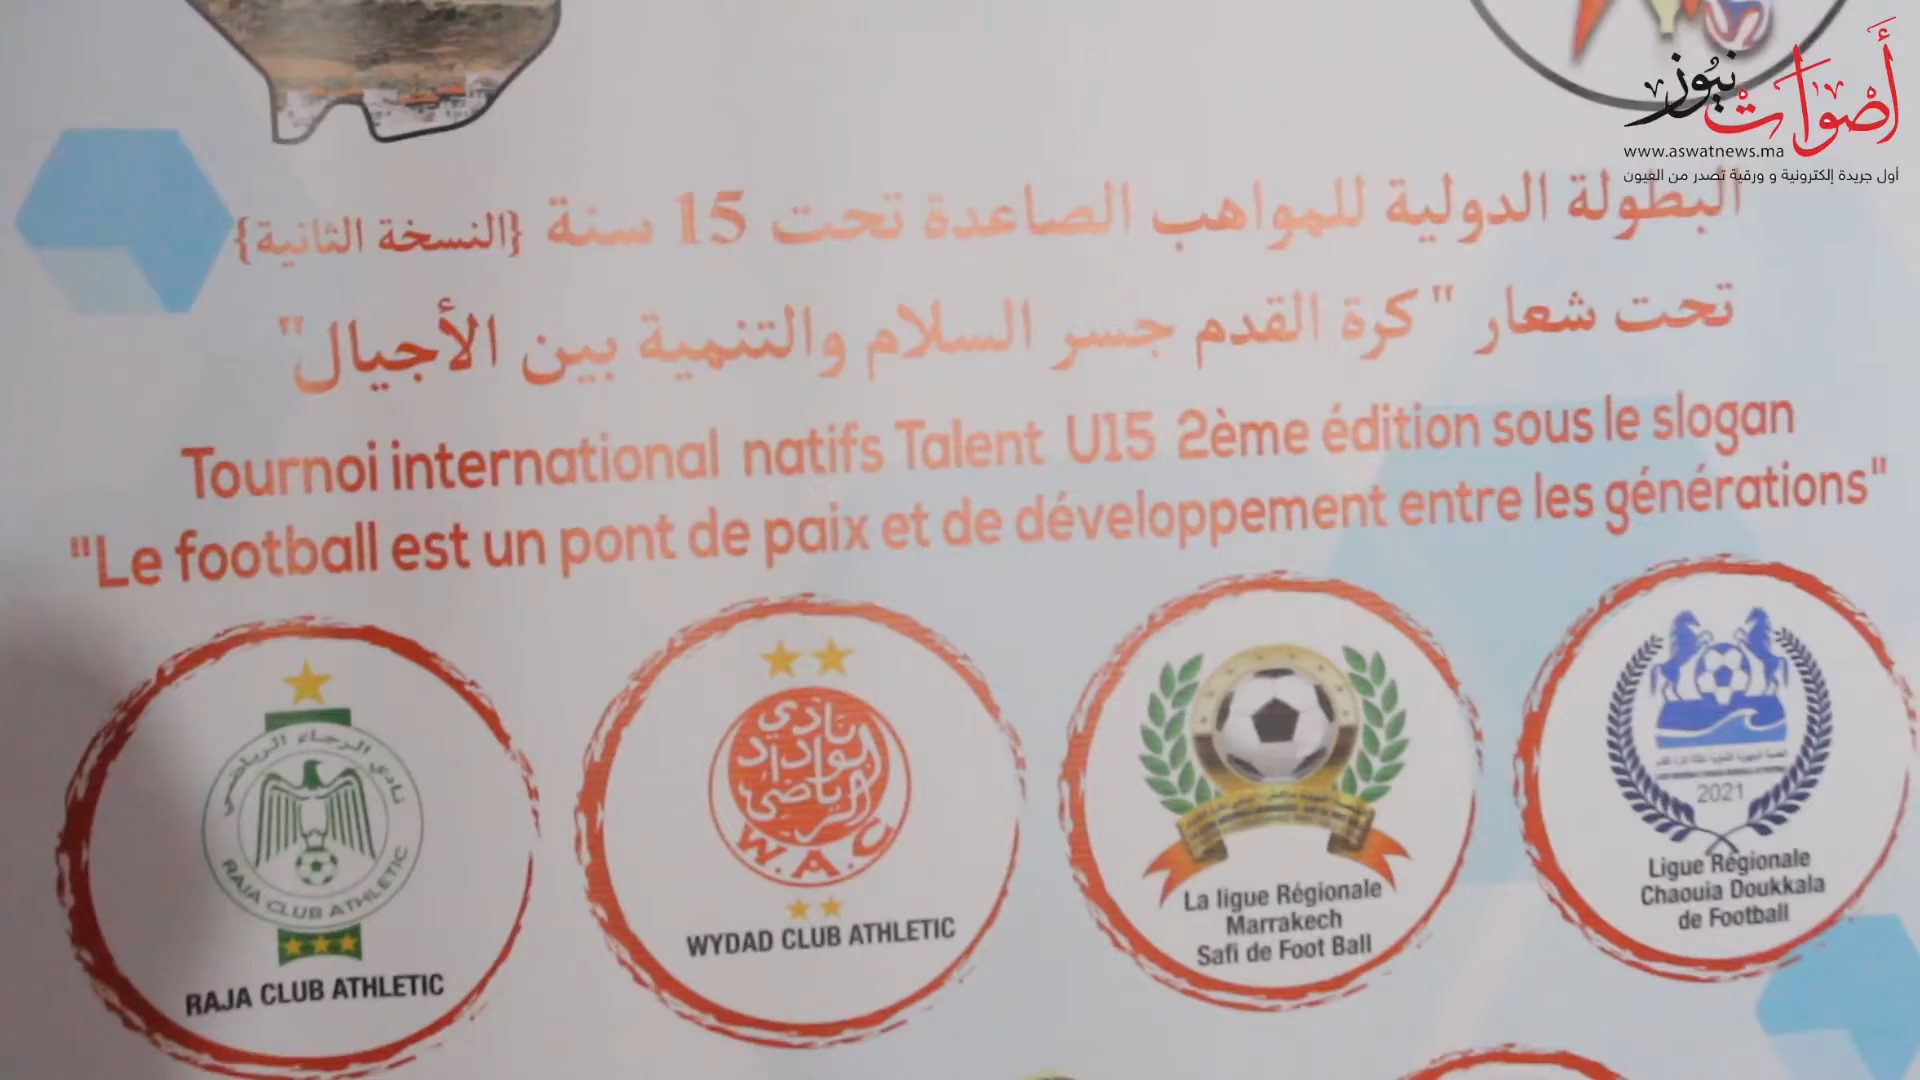 أصوات نيوز
www.aswatnews.ma
أول جريدة إلكترونية و ورقية تصدر من العيون
البطولة الدولية للمواهب الصاعدة تحت 15 سنة {النسخة الثانية}
تحت شعار "كرة القدم جسر السلام والتنمية بين الأجيال"
Tournoi international natifs Talent U15 2ème édition sous le slogan
"Le football est un pont de paix et de développement entre les générations"
نادي الرجاء الرياضي
RAJA CLUB ATHLETIC
RAJA CLUB ATHLETIC
نادي
الوداد
الرياضي
W.A.C
WYDAD CLUB ATHLETIC
La ligue Régionale
Marrakech
Safi de Foot Ball
2021
Ligue Régionale
Chaouia Doukkala
de Football